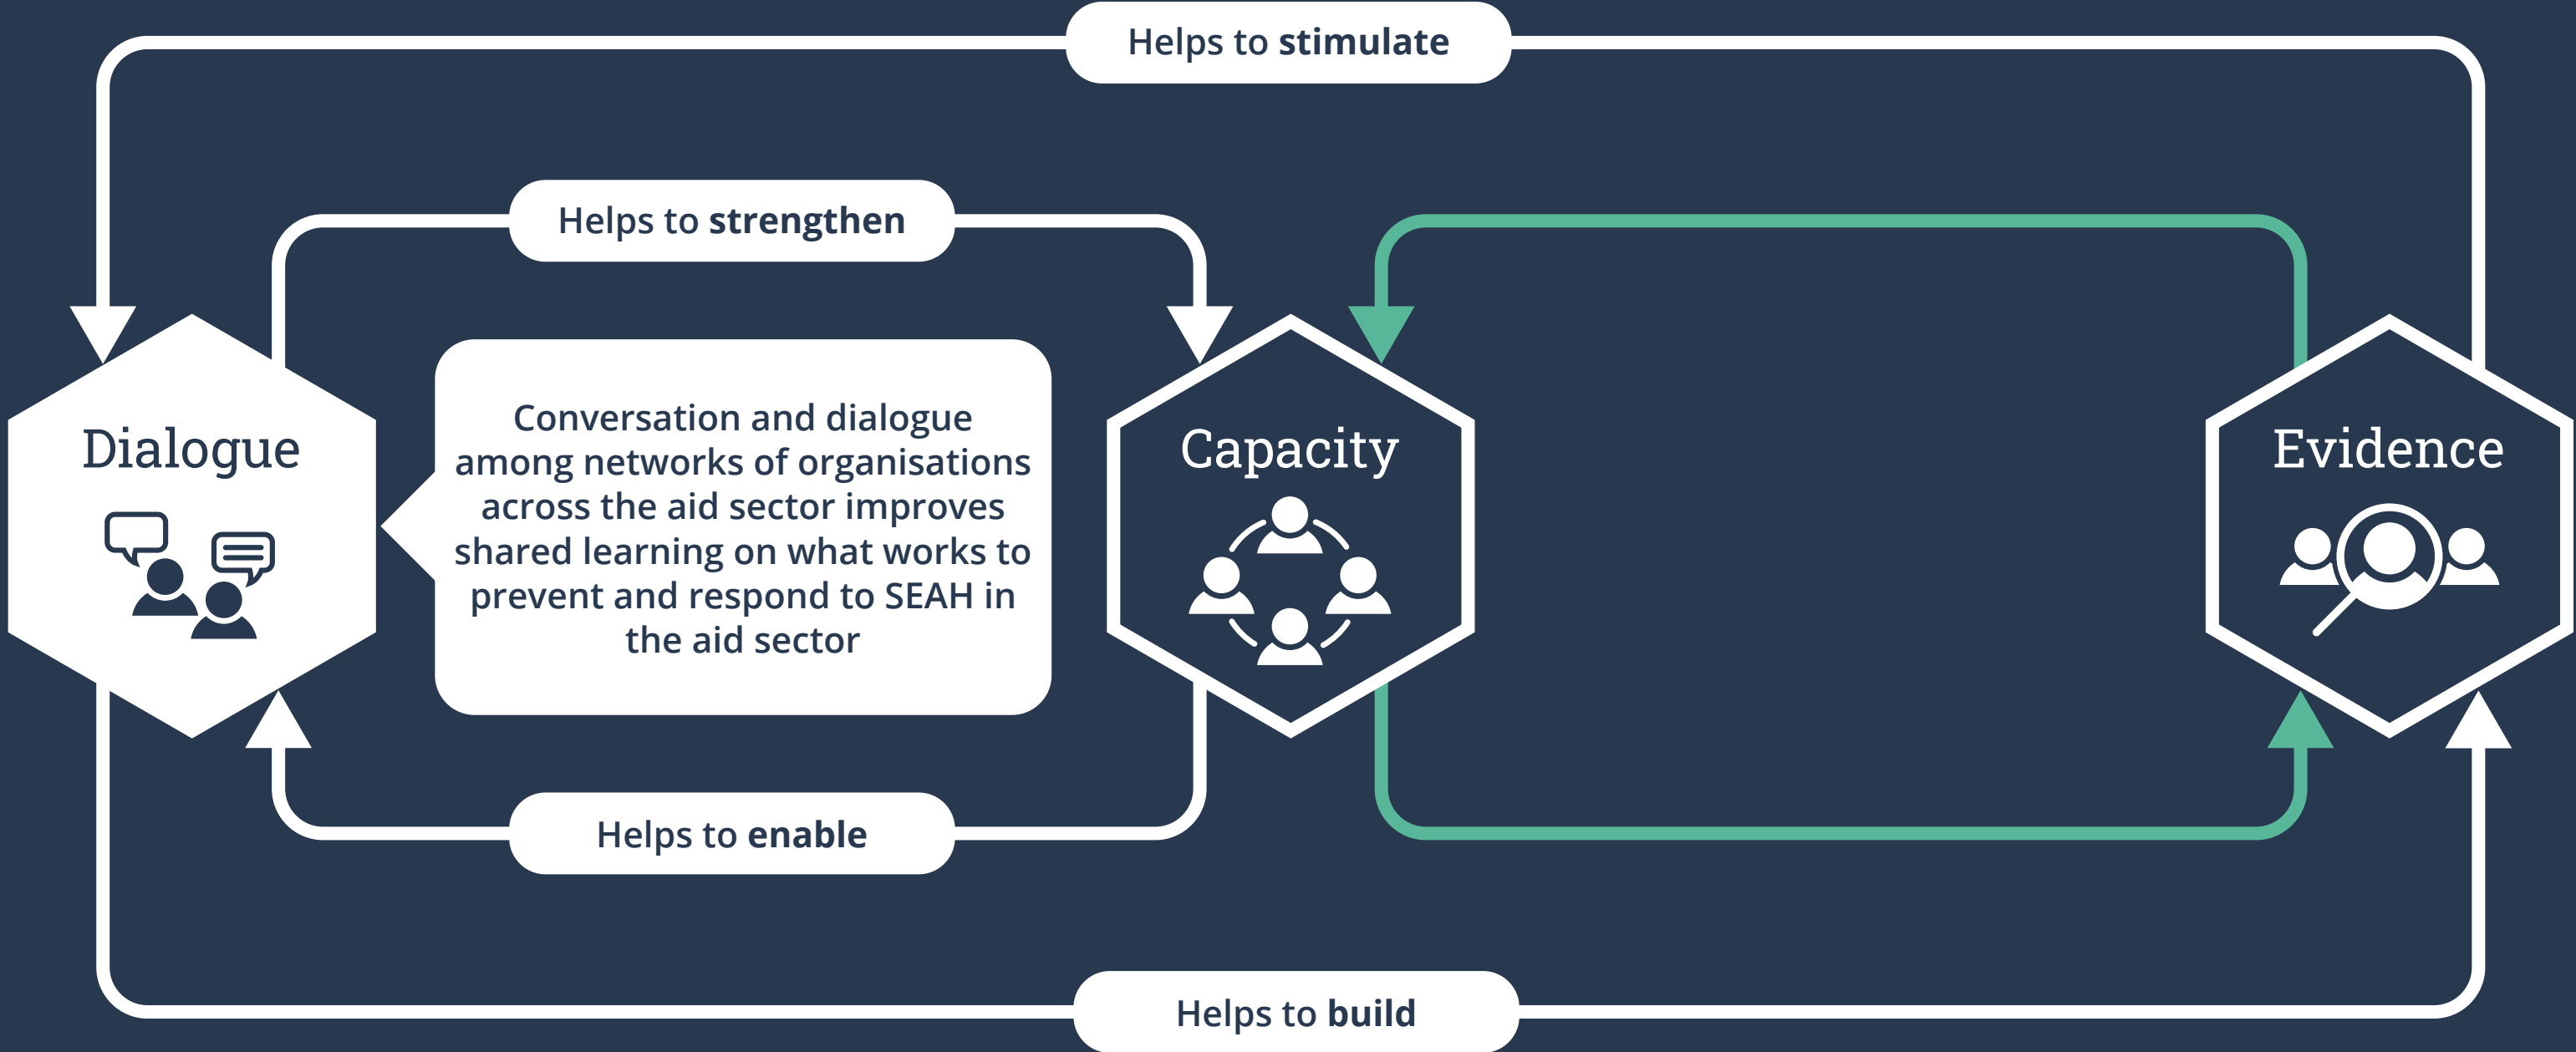 Helps to stimulate
Helps to strengthen
Dialogue
Conversation and dialogue
among networks of organisations
across the aid sector improves
shared learning on what works to
prevent and respond to SEAH in
the aid sector
Capacity
Evidence
Helps to enable
Helps to build